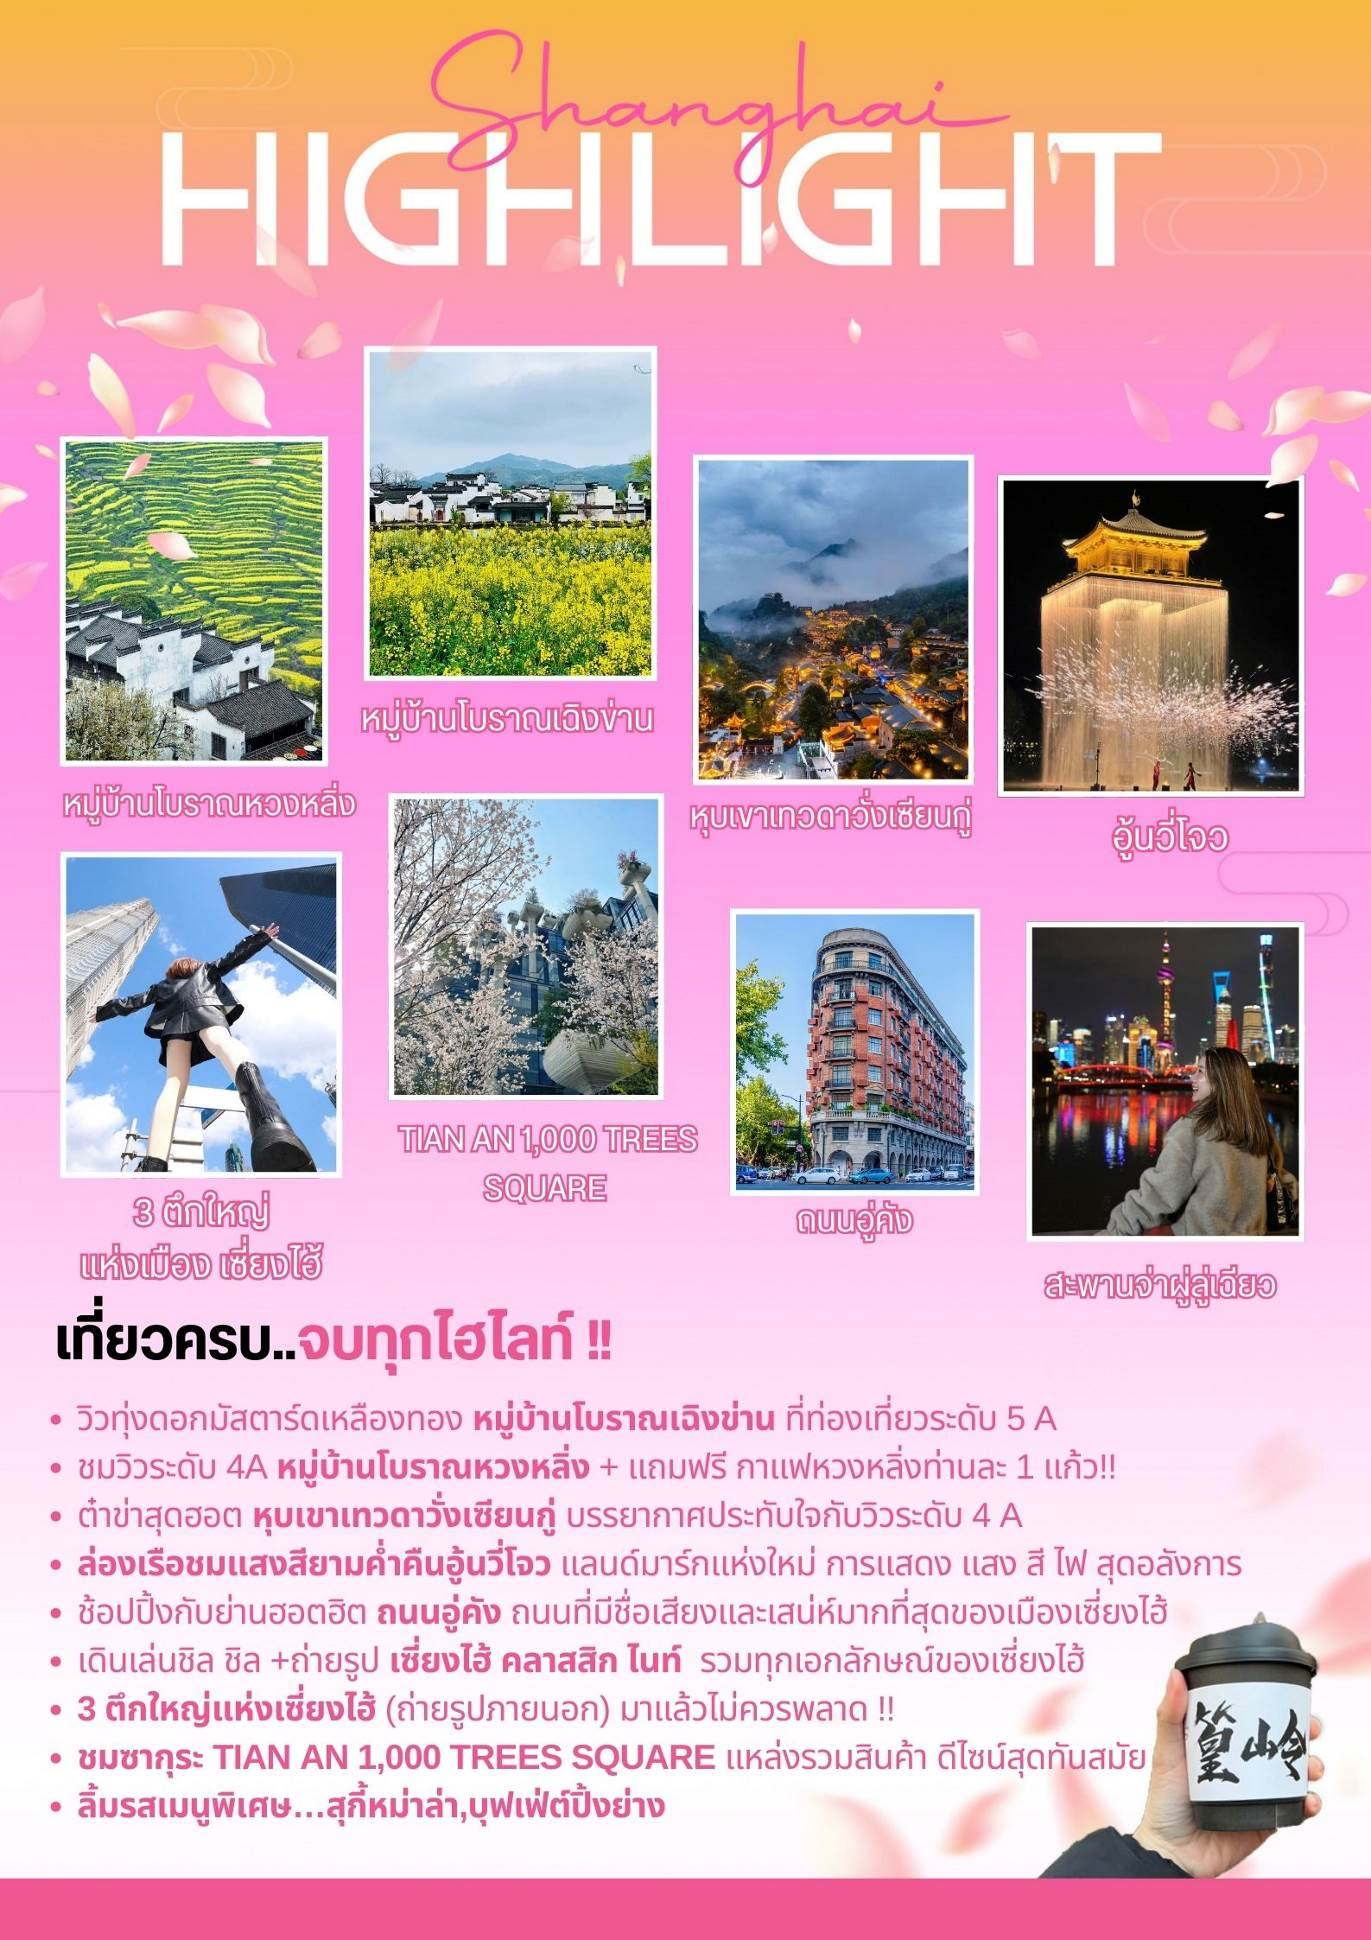 Shanghai
HIGHLIGHT
หมู่บ้านโบราณเฉิงข่าน
หมู่บ้านโบราณหวงหลิ่ง
หุบเขาเทวดาวั่งเซียนกู่
อู้นวี่โจว
TIAN AN 1,000 TREES
SQUARE
3 ตึกใหญ่
แห่งเมือง เซี่ยงไฮ้
ถนนอู่คัง
สะพานจ่าผู่ลู่เฉียว
เที่ยวครบ..จบทุกไฮไลท์ !!
• วิวทุ่งดอกมัสตาร์ดเหลืองทอง หมู่บ้านโบราณเฉิงข่าน ที่ท่องเที่ยวระดับ 5 A
• ชมวิวระดับ 4A หมู่บ้านโบราณหวงหลิ่ง + แถมฟรี กาแฟหวงหลิ่งท่านละ 1 แก้ว!!
• ต๋าข่าสุดฮอต หุบเขาเทวดาวั่งเซียนกู่ บรรยากาศประทับใจกับวิวระดับ 4 A
• ล่องเรือชมแสงสียามค่ำคืนอู้นวี่โจว แลนด์มาร์กแห่งใหม่ การแสดง แสง สี ไฟ สุดอลังการ
• ช้อปปิ้งกับย่านฮอตฮิต ถนนอู่คัง ถนนที่มีชื่อเสียงและเสน่ห์มากที่สุดของเมืองเซี่ยงไฮ้
• เดินเล่นชิล ชิล +ถ่ายรูป เซี่ยงไฮ้ คลาสสิก ไนท์ รวมทุกเอกลักษณ์ของเซี่ยงไฮ้
• 3 ตึกใหญ่แห่งเซี่ยงไฮ้ (ถ่ายรูปภายนอก) มาแล้วไม่ควรพลาด !!
• ชมซากุระ TIAN AN 1,000 TREES SQUARE แหล่งรวมสินค้า ดีไซน์สุดทันสมัย
• ลิ้มรสเมนูพิเศษ...สุกี้หม่าล่า,บุฟเฟ่ต์ปิ้งย่าง
篁岭